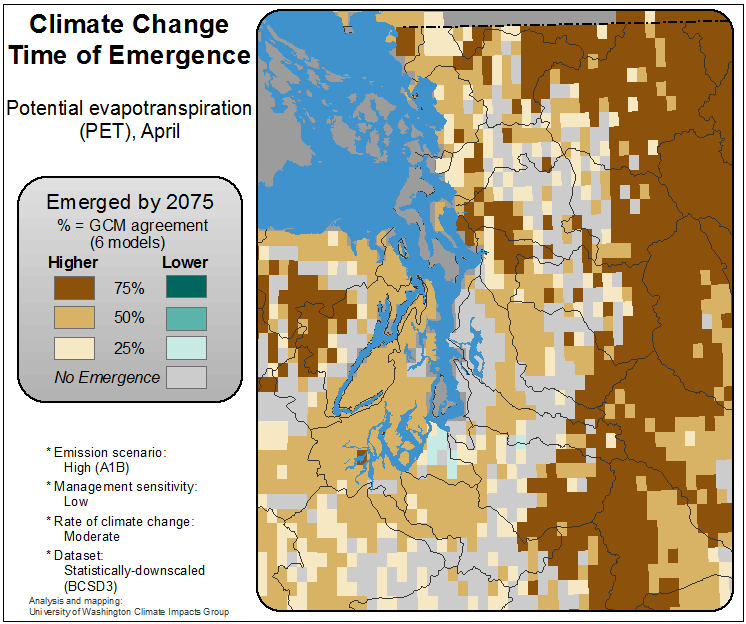 Climate Change
Time of Emergence
Potential evapotranspiration
(PET), April
Emerged by 2075
% = GCM agreement
(6 models)
Higher Lower
75%
50%
25%
No Emergence
* Emission scenario:
High (A1B)
* Management sensitivity:
Low
* Rate of climate change:
Moderate
* Dataset:
Statistically-downscaled
(BCSD3)
Analysis and mapping:
University of Washington Climate Impacts Group